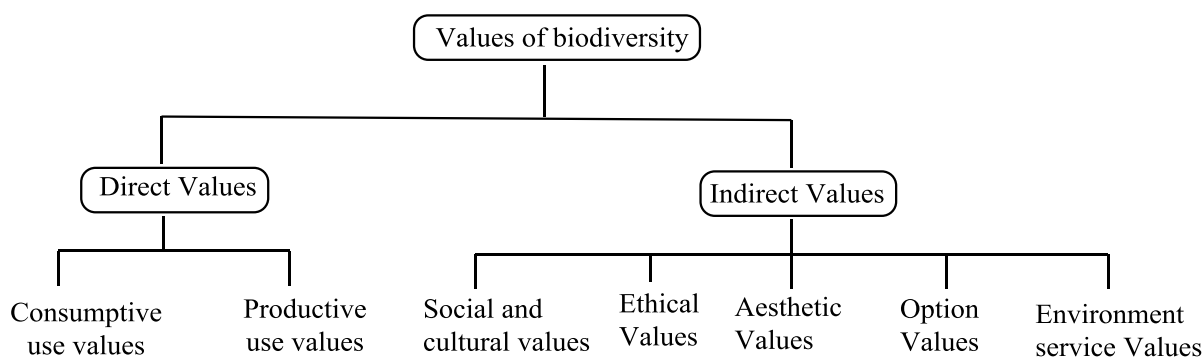 Values of biodiversity
Direct Values
Indirect Values
Consumptive
use values
Productive
use values
Social and
cultural values
Ethical
Values
Aesthetic
Values
Option
Values
Environment
service Values